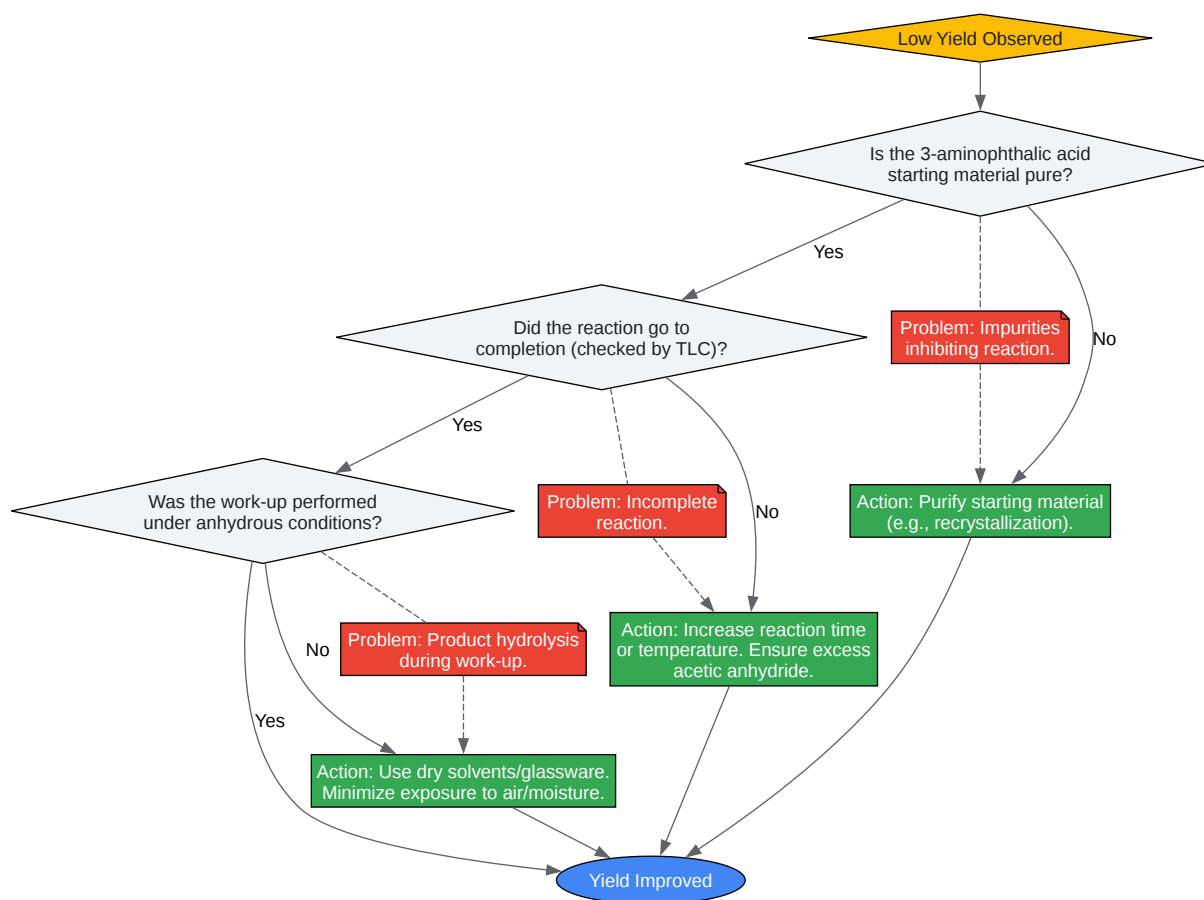 Low Yield Observed
Is the 3-aminophthalic acid
starting material pure?
Yes
Problem: Impurities
inhibiting reaction.
No
Did the reaction go to
completion (checked by TLC)?
Yes
Problem: Incomplete
reaction.
No
Action: Purify starting material
(e.g., recrystallization).
Was the work-up performed
under anhydrous conditions?
Problem: Product hydrolysis
during work-up.
No
Yes
Action: Increase reaction time
or temperature. Ensure excess
acetic anhydride.
Action: Use dry solvents/glassware.
Minimize exposure to air/moisture.
Yield Improved